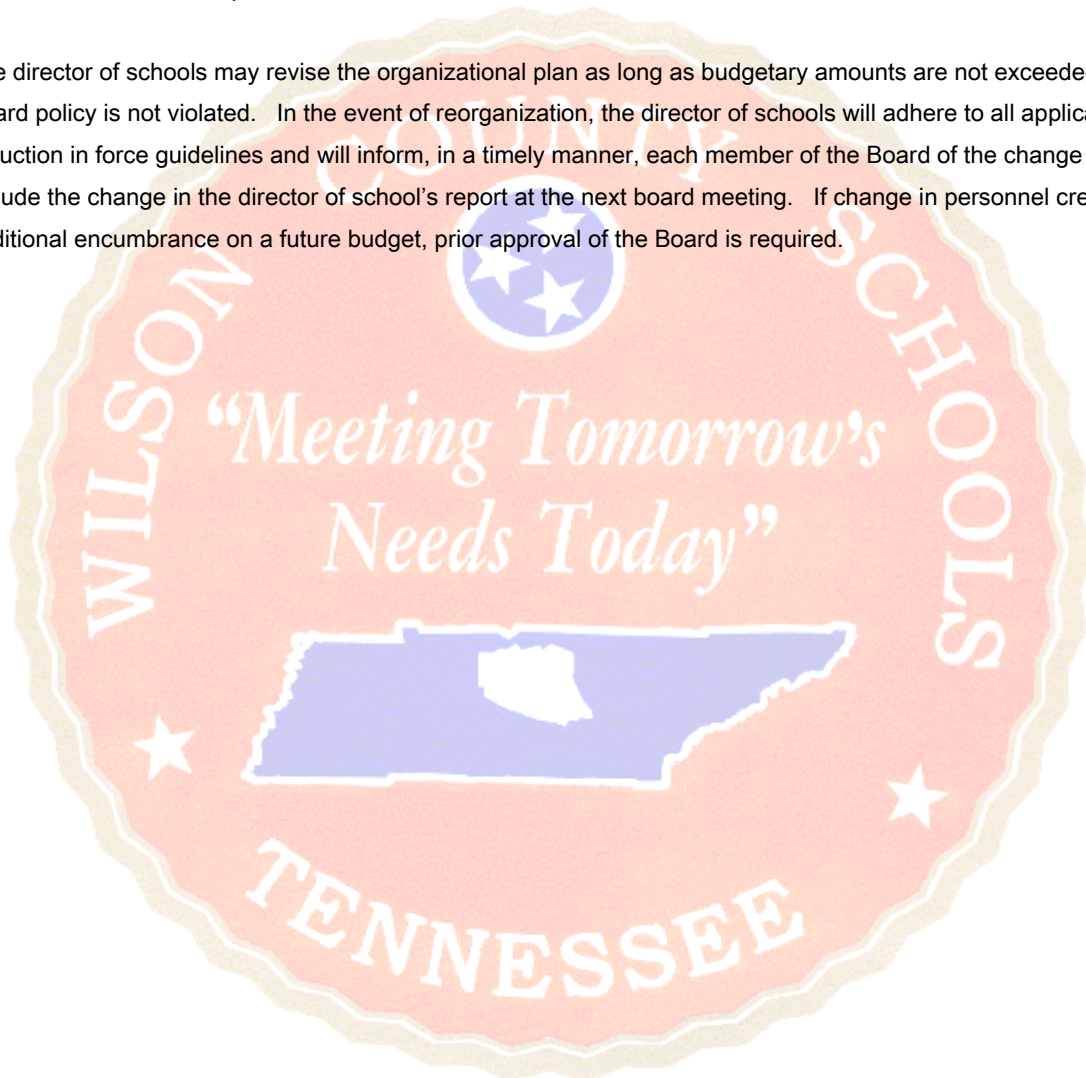 e director of schools may revise the organizational plan as long as budgetary amounts are not exceeded
ard policy is not violated. In the event of reorganization, the director of schools will adhere to all applica
uction in force guidelines and will inform, in a timely manner, each member of the Board of the change
lude the change in the director of school's report at the next board meeting. If change in personnel cre
ditional encumbrance on a future budget, prior approval of the Board is required.
WILSON COUNTY SCHOOLS
“Meeting Tomorrow's
Needs Today”
TENNESSEE